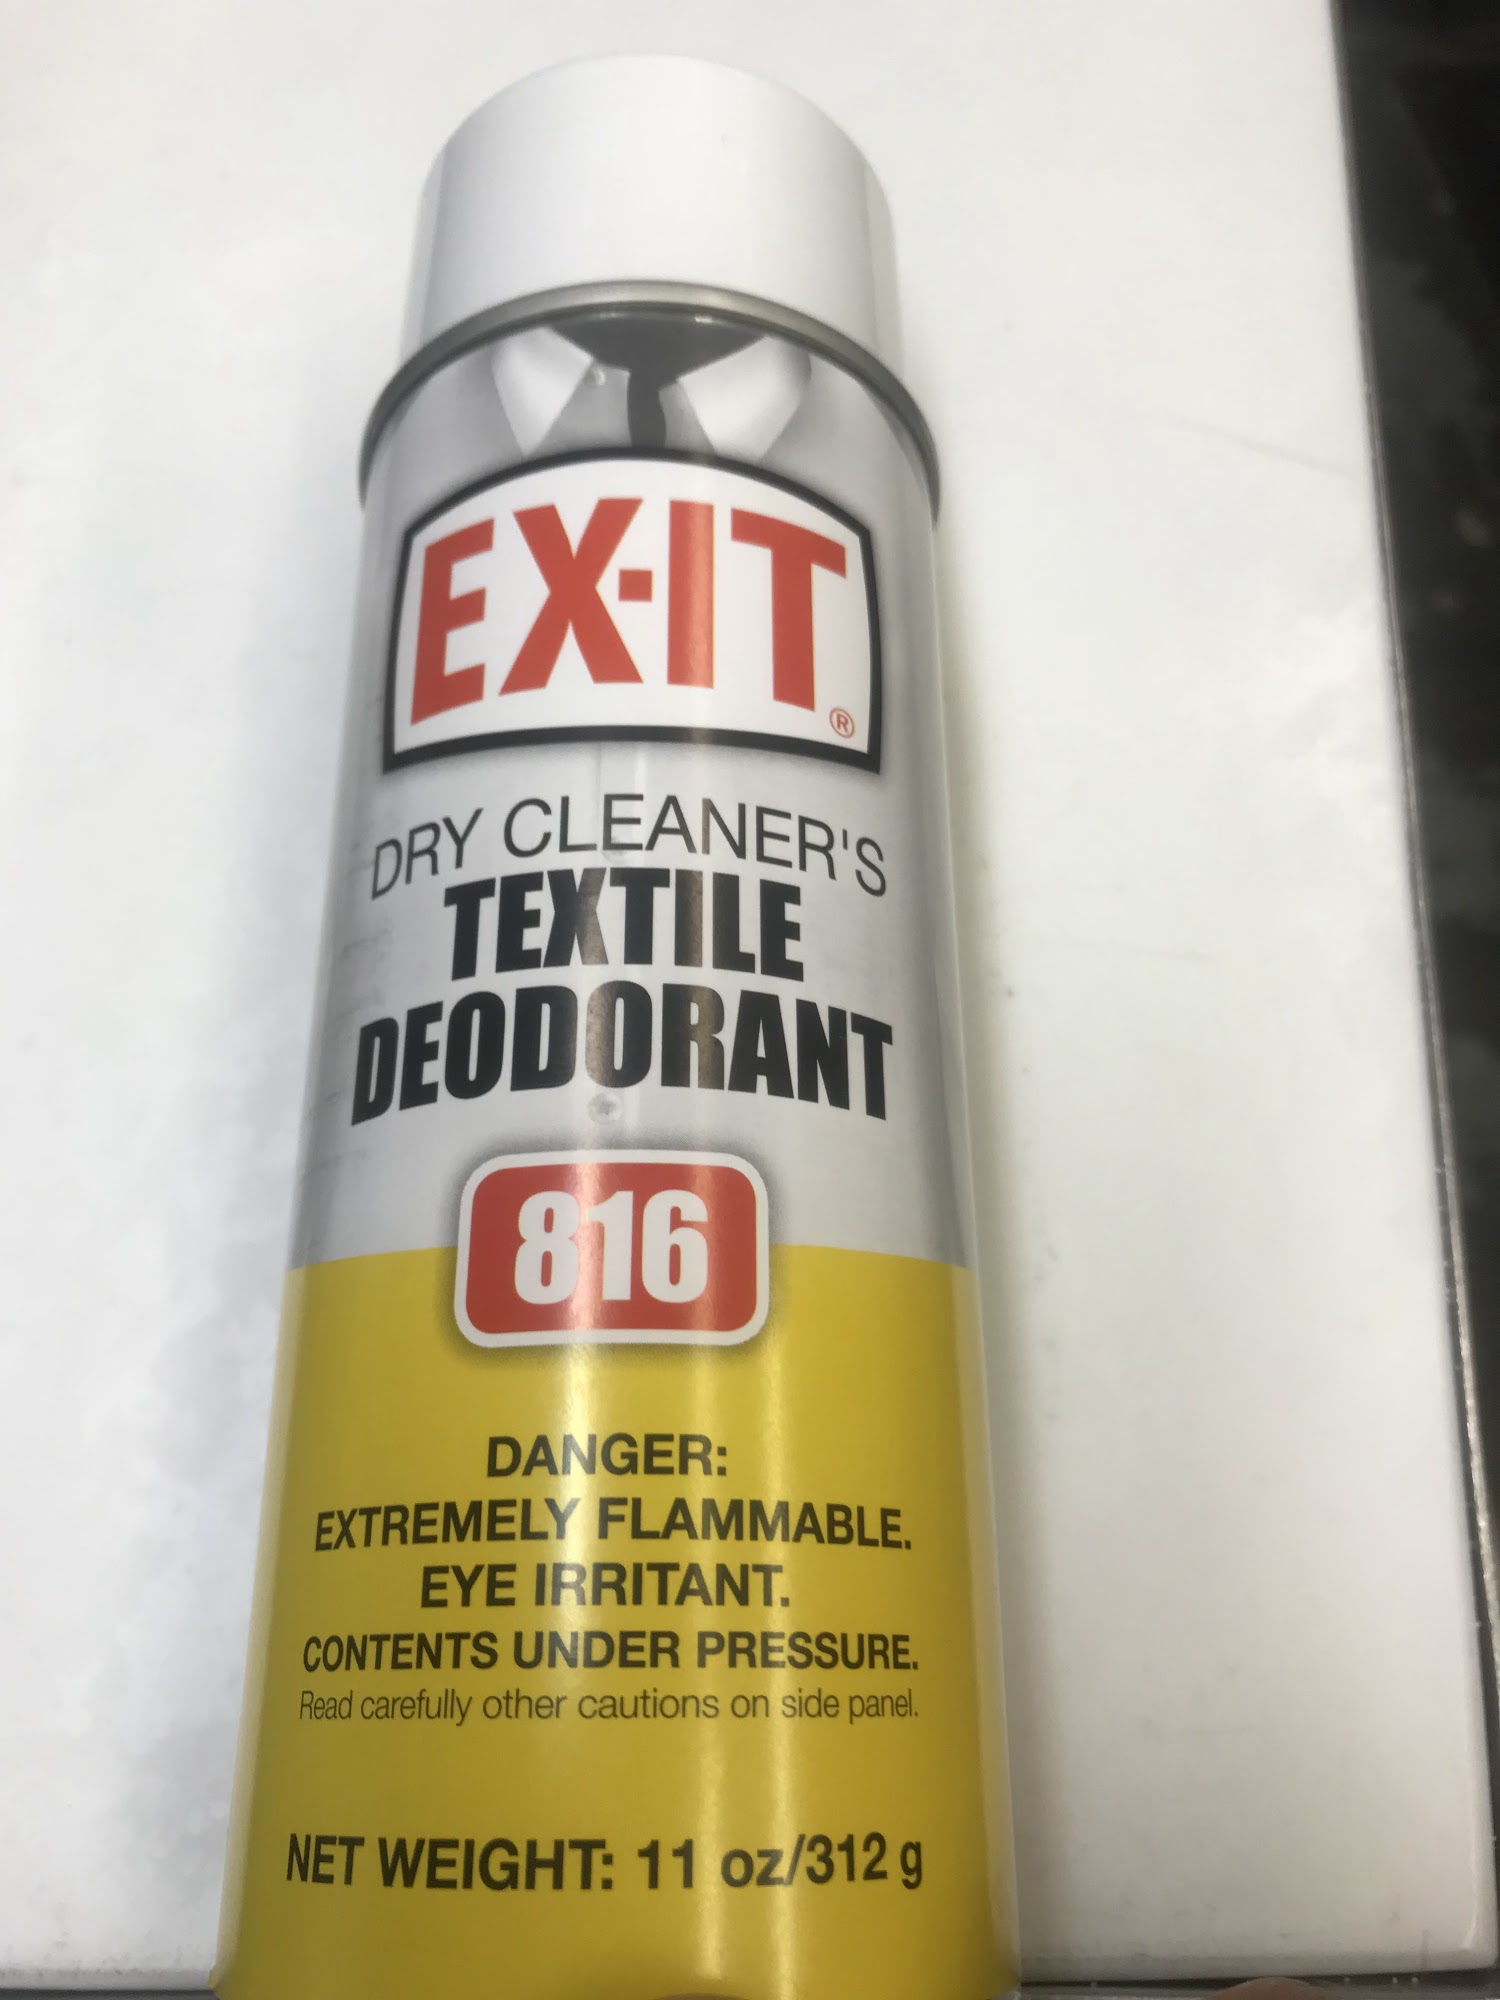 EX·IT®
DRY CLEANER'S
TEXTILE
DEODORANT
816
DANGER:
EXTREMELY FLAMMABLE.
EYE IRRITANT.
CONTENTS UNDER PRESSURE.
Read carefully other cautions on side panel.
NET WEIGHT: 11 oz/312 g